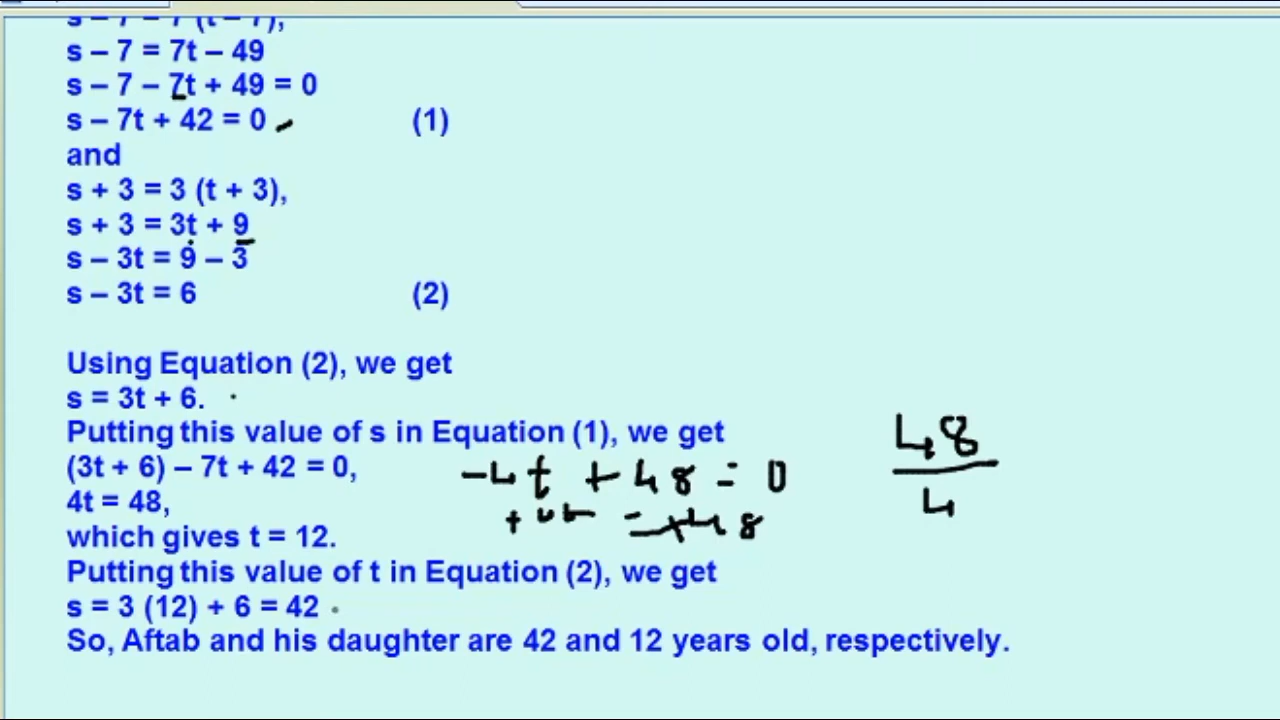 s – 7 = 7 (t – 7),
s – 7 = 7t – 49
s – 7 – 7t + 49 = 0
s – 7t + 42 = 0 (1)
and
s + 3 = 3 (t + 3),
s + 3 = 3t + 9
s – 3t = 9 – 3
s – 3t = 6 (2)
Using Equation (2), we get
s = 3t + 6.
Putting this value of s in Equation (1), we get
(3t + 6) – 7t + 42 = 0,
4t = 48,
which gives t = 12.
Putting this value of t in Equation (2), we get
s = 3 (12) + 6 = 42
So, Aftab and his daughter are 42 and 12 years old, respectively.
-4t + 48 = 0
48
4